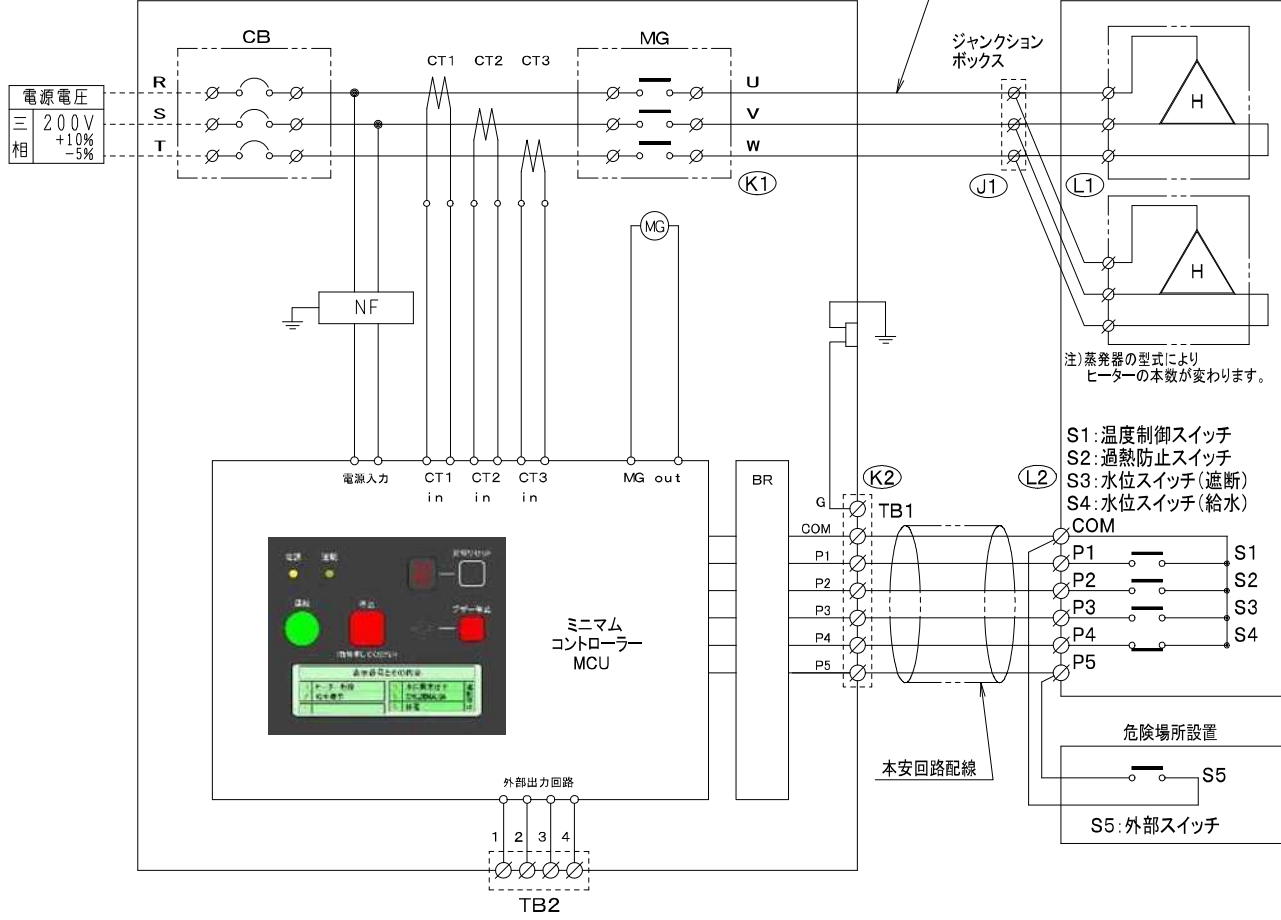 CB
MG
CT1 CT2 CT3
ジャンクション
ボックス
電源電圧
三相 200V
+10%
-5%
R
S
T
U
V
W
K1
J1
L1
H
MG
H
NF
注)蒸発器の型式により
ヒーターの本数が変わります。
S1:温度制御スイッチ
S2:過熱防止スイッチ
S3:水位スイッチ(遮断)
S4:水位スイッチ(給水)
電源入力
CT1 in
CT2 in
CT3 in
MG out
BR
K2
L2
G
TB1
COM
P1
P2
P3
P4
P5
COM
P1
P2
P3
P4
P5
S1
S2
S3
S4
電源 運転
運転 停止
ブザー停止
表示番号とその内容
ミニマム
コントローラー
MCU
本安回路配線
危険場所設置
S5
S5:外部スイッチ
外部出力回路
1 2 3 4
TB2